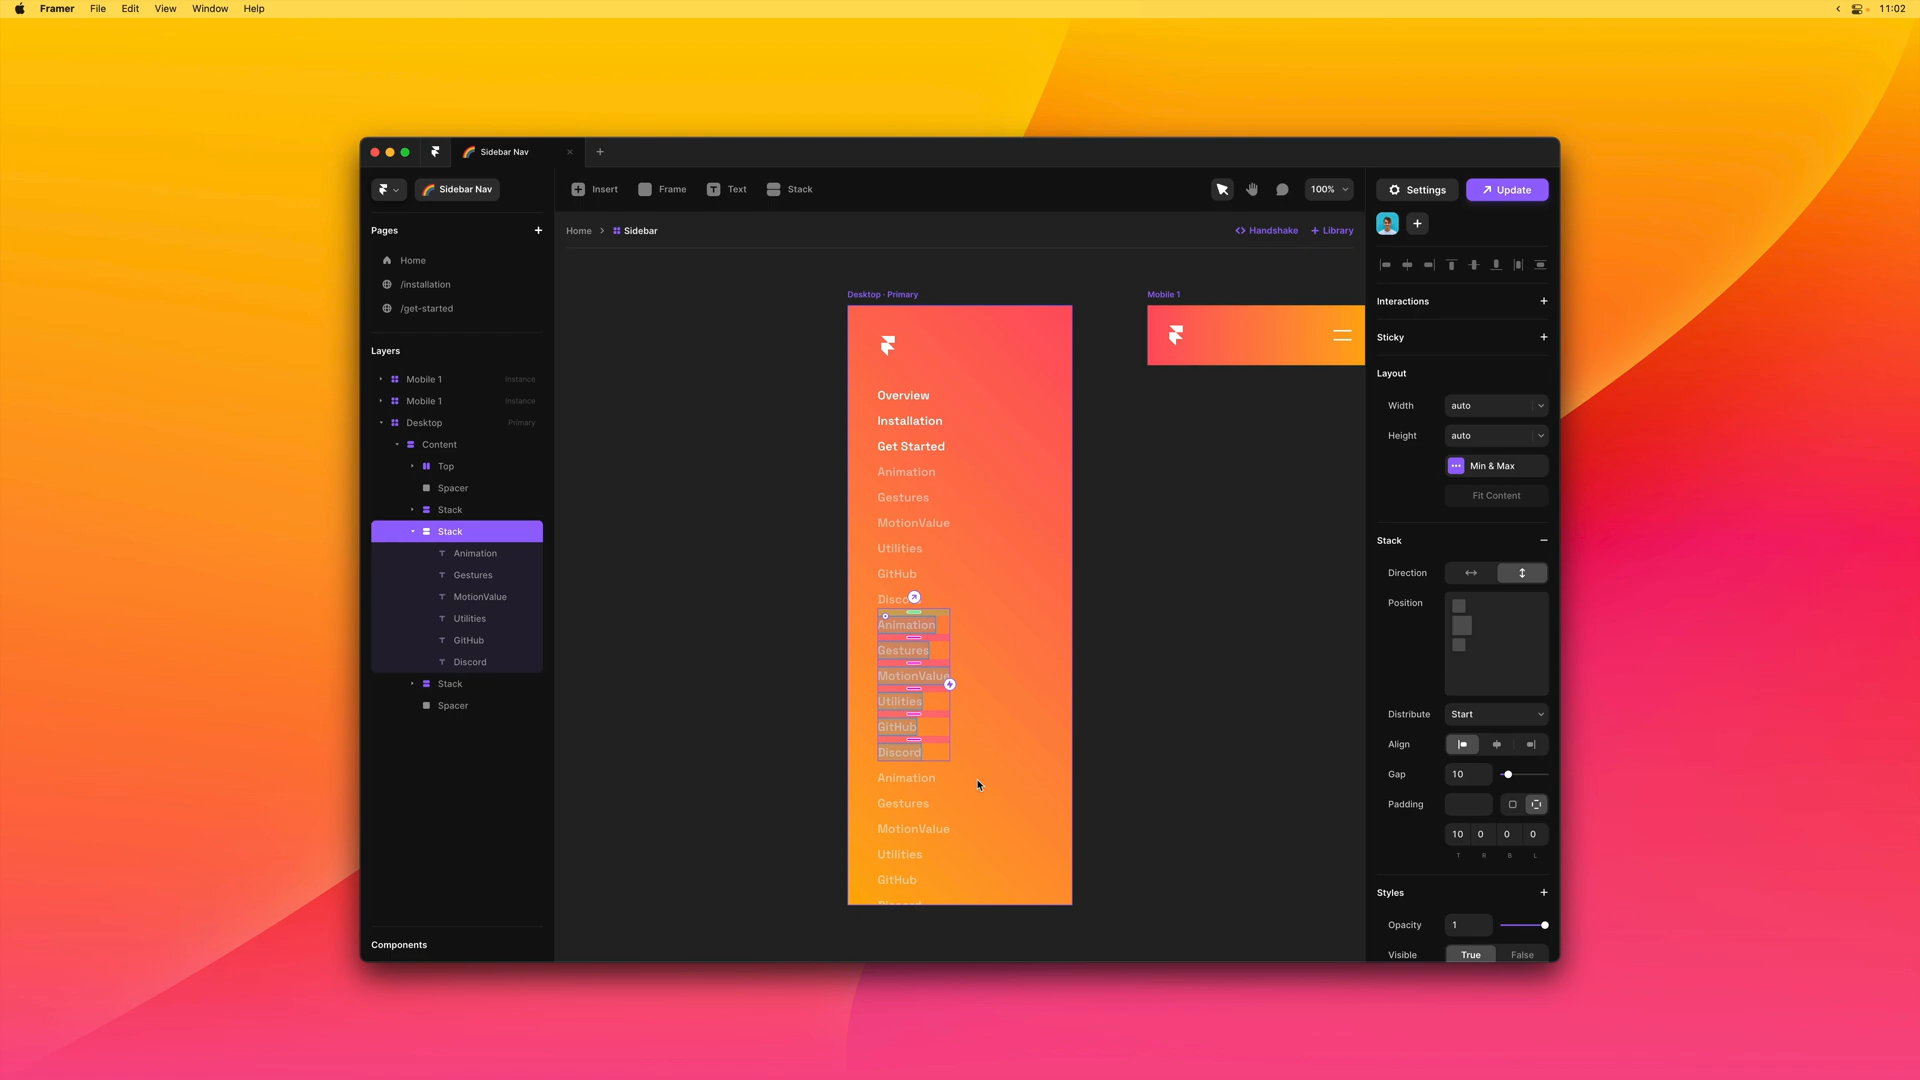 Framer File Edit View Window Help
11:02
Sidebar Nav
Sidebar Nav
Insert Frame Text Stack
100%
Settings
Update
Pages
Home
/installation
/get-started
Layers
Mobile 1 Instance
Mobile 1 Instance
Desktop Primary
Content
Top
Spacer
Stack
Stack
Animation
Gestures
MotionValue
Utilities
GitHub
Discord
Stack
Spacer
Components
Home Sidebar
Handshake
Library
Desktop · Primary
Overview
Installation
Get Started
Animation
Gestures
MotionValue
Utilities
GitHub
Animation
Gestures
MotionValue
Utilities
GitHub
Discord
Animation
Gestures
MotionValue
Utilities
GitHub
Mobile 1
Interactions
Sticky
Layout
Width auto
Height auto
Min & Max
Fit Content
Stack
Direction
Position
Distribute Start
Align
Gap 10
Padding
10 0 0 0
T R B L
Styles
Opacity 1
Visible True False